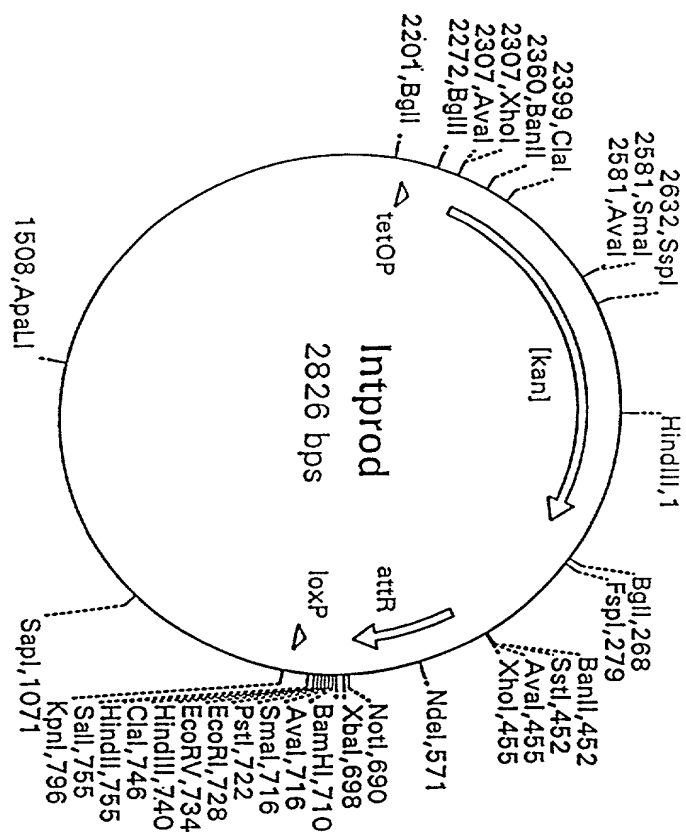 2201,BglI
2272,BglII
2307,AvaI
2307,XhoI
2360,BanII
2399,ClaI
2581,AvaI
2581,SmaI
2632,SspI
HindIII,1
BglI,268
FspI,279
BanII,452
SstI,452
AvaI,455
XhoI,455
NdeI,571
NotI,690
XbaI,698
BamHI,710
AvaI,716
SmaI,716
PstI,722
EcoRI,728
EcoRV,734
HindIII,740
ClaI,746
HindII,755
SalI,755
KpnI,796
SapI,1071
1508,ApaLI
tetOP
[kan]
attR
loxP
Intprod
2826 bps